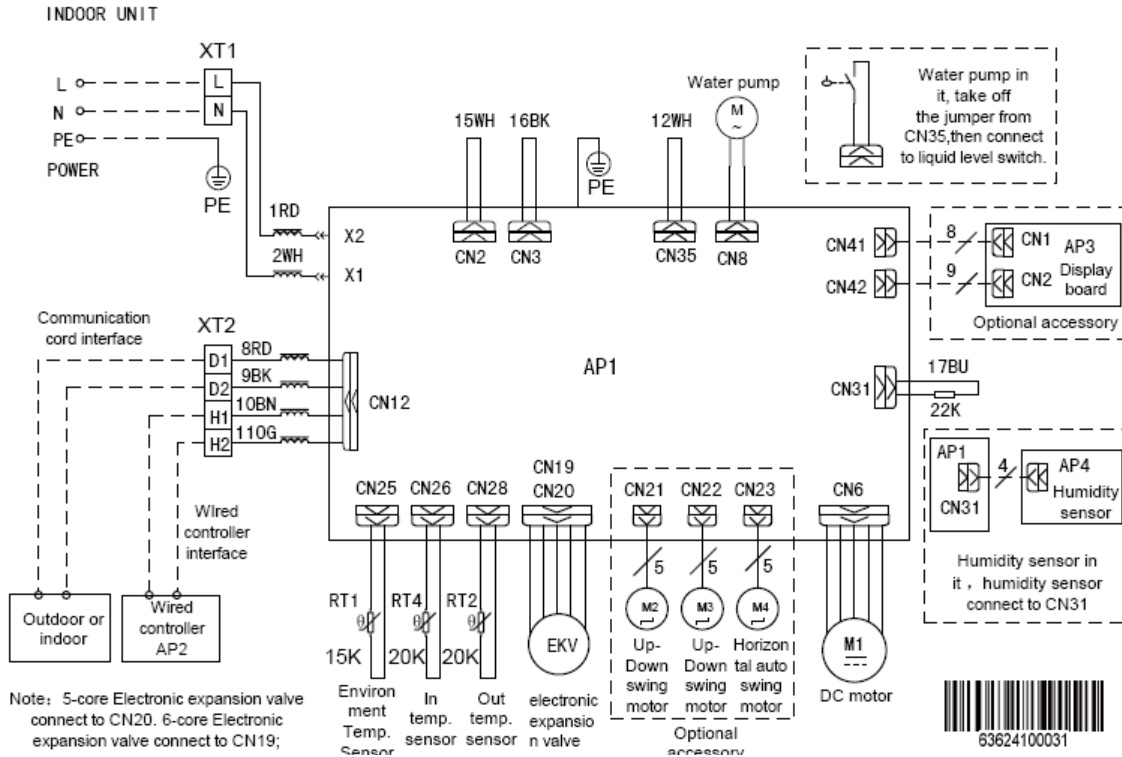 INDOOR UNIT
XT1
L
L
N
N
PE
POWER
PE
1RD
X2
2WH
X1
15WH
16BK
CN2
CN3
PE
12WH
CN35
Water pump
M
~
CN8
Water pump in
it, take off
the jumper from
CN35,then connect
to liquid level switch.
CN41
8
CN1
AP3
CN42
9
CN2
Display
board
Optional accessory
Communication
cord interface
XT2
D1
8RD
D2
9BK
H1
10BN
H2
11OG
CN12
AP1
CN31
17BU
22K
AP1
CN31
4
AP4
Humidity
sensor
Humidity sensor in
it , humidity sensor
connect to CN31
WIred
controller
interface
Outdoor or
indoor
Wired
controller
AP2
CN25
CN26
CN28
CN19
CN20
CN21
CN22
CN23
CN6
5
5
5
RT1
RT4
RT2
θ
θ
θ
15K
20K
20K
EKV
M2
M3
M4
M1
Environ
ment
Temp.
Sensor
In
temp.
sensor
Out
temp.
sensor
electronic
expansio
n valve
Up-
Down
swing
motor
Up-
Down
swing
motor
Horizon
tal auto
swing
motor
Optional
accessory
DC motor
Note: 5-core Electronic expansion valve
connect to CN20. 6-core Electronic
expansion valve connect to CN19;
63624100031